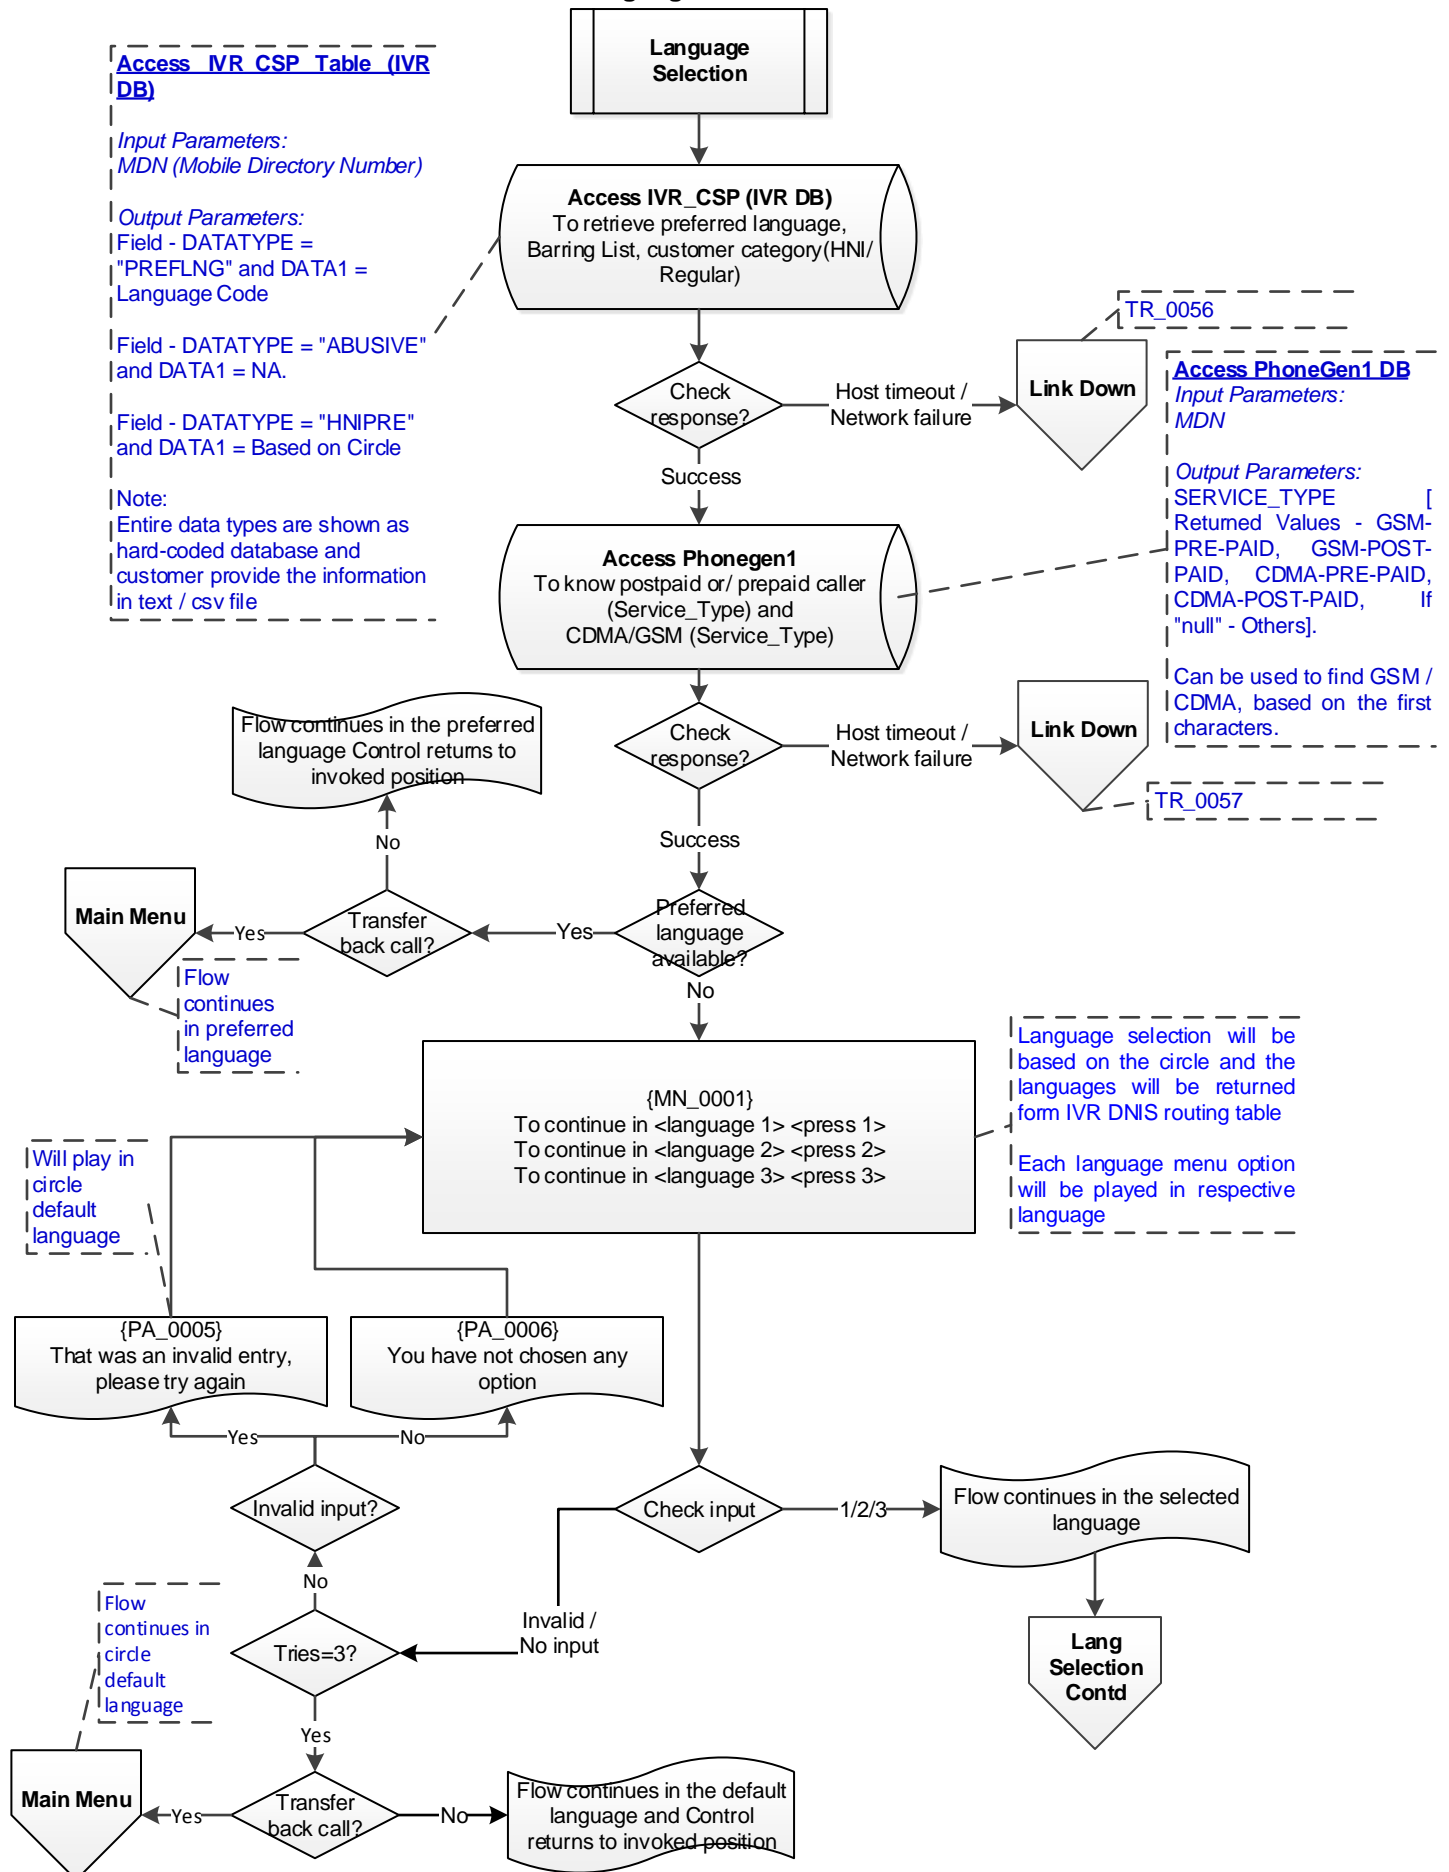 Language
Selection
Access IVR CSP Table (IVR
DB)
Input Parameters:
MDN (Mobile Directory Number)
Output Parameters:
Field - DATATYPE =
"PREFLNG" and DATA1 =
Language Code
Field - DATATYPE = "ABUSIVE"
and DATA1 = NA.
Field - DATATYPE = "HNIPRE"
and DATA1 = Based on Circle
Note:
Entire data types are shown as
hard-coded database and
customer provide the information
in text / csv file
Access IVR_CSP (IVR DB)
To retrieve preferred language,
Barring List, customer category(HNI/
Regular)
TR_0056
Check
response?
Host timeout /
Network failure
Link Down
Success
Access PhoneGen1 DB
Input Parameters:
MDN
Output Parameters:
SERVICE_TYPE [
Returned Values - GSM-
PRE-PAID, GSM-POST-
PAID, CDMA-PRE-PAID,
CDMA-POST-PAID, If
"null" - Others].
Can be used to find GSM /
CDMA, based on the first
characters.
Access Phonegen1
To know postpaid or/ prepaid caller
(Service_Type) and
CDMA/GSM (Service_Type)
Flow continues in the preferred
language Control returns to
invoked position
Check
response?
Host timeout /
Network failure
Link Down
TR_0057
Success
No
Main Menu
Yes
Transfer
back call?
Yes
Preferred
language
available?
No
Flow
continues
in preferred
language
{MN_0001}
To continue in <language 1> <press 1>
To continue in <language 2> <press 2>
To continue in <language 3> <press 3>
Language selection will be
based on the circle and the
languages will be returned
form IVR DNIS routing table
Each language menu option
will be played in respective
language
Will play in
circle
default
language
{PA_0005}
That was an invalid entry,
please try again
{PA_0006}
You have not chosen any
option
Yes
No
Invalid input?
Check input
1/2/3
Flow continues in the selected
language
No
Invalid /
No input
Flow
continues in
circle
default
language
Tries=3?
Lang
Selection
Contd
Yes
Main Menu
Yes
Transfer
back call?
No
Flow continues in the default
language and Control
returns to invoked position